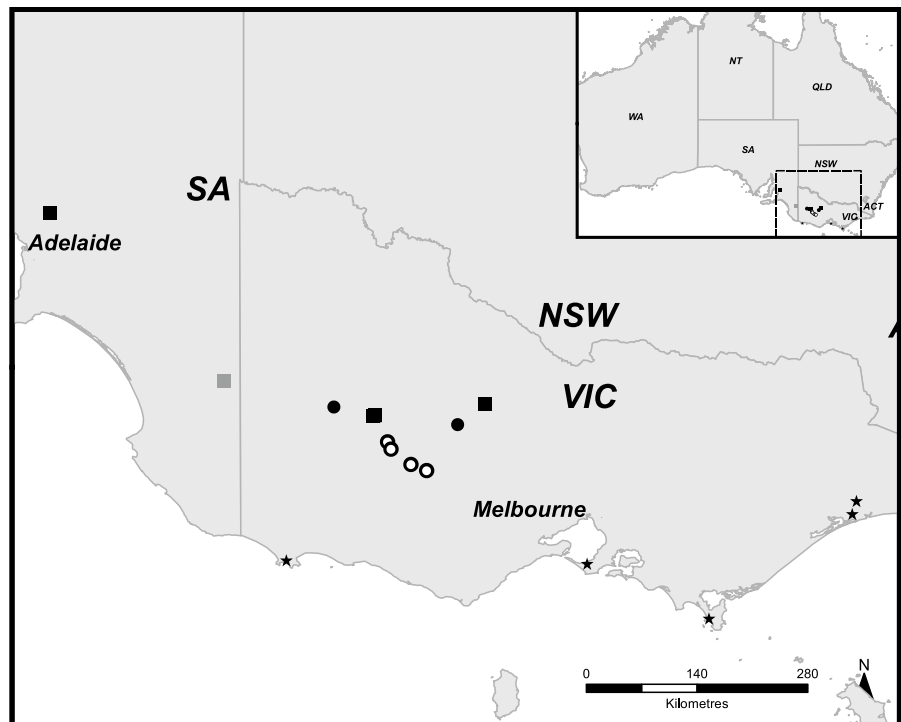 NT
QLD
WA
SA
NSW
ACT
VIC
SA
Adelaide
NSW
VIC
Melbourne
N
0 140 280
Kilometres